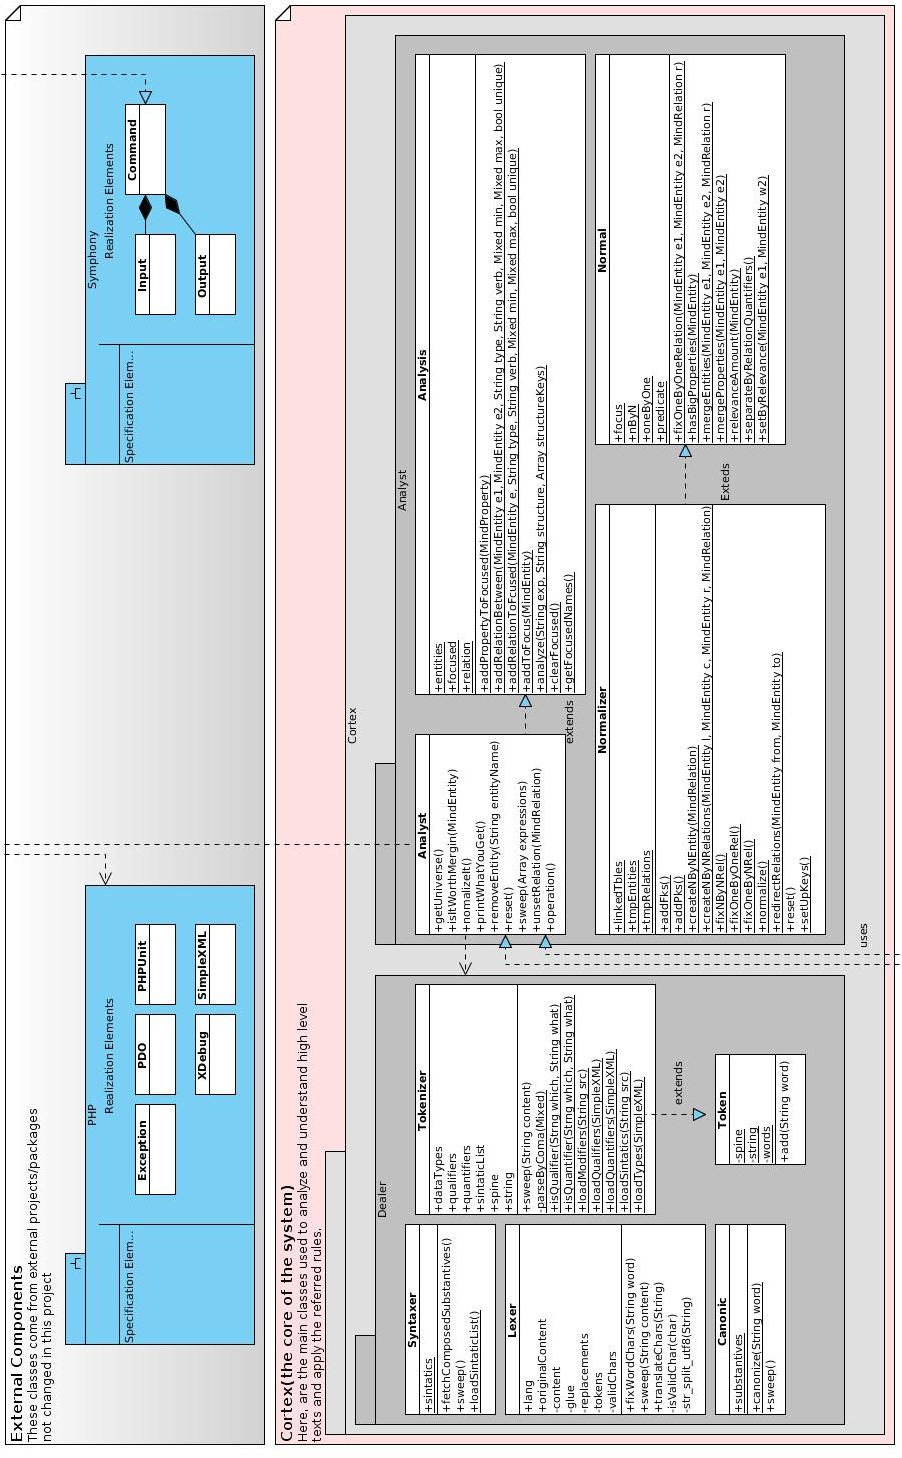 External Components
These classes come from external projects/packages
not changed in this project
PHP
Specification Elem...
Realization Elements
Exception
PDO
PHPUnit
XDebug
SimpleXML
Symphony
Specification Elem...
Realization Elements
Input
Output
Command
Cortex(the core of the system)
Here, are the main classes used to analyze and understand high level
texts and apply the referred rules.
Cortex
Dealer
Syntaxer
+sintatics
+fetchComposedSubstantives()
+sweep()
+loadSintaticList()
Lexer
+lang
+originalContent
-content
-glue
-replacements
-tokens
-validChars
+fixWordChars(String word)
+sweep(String content)
+translateChars(String)
-isValidChar(char)
-str_split_utf8(String)
Canonic
+substantives
+canonize(String word)
+sweep()
Tokenizer
+dataTypes
+qualifiers
+quantifiers
+sintaticList
+spine
+string
+sweep(String content)
-parseByComa(Mixed)
+isQualifier(Strng which, String what)
+isQuantifier(Strng which, String what)
+loadModifiers(String src)
+loadQualifiers(SimpleXML)
+loadQuantifiers(SimpleXML)
+loadSintatics(String src)
+loadTypes(SimpleXML)
extends
Token
-spine
-string
-words
+add(String word)
Analyst
Analyst
+getUniverse()
+isItWorthMergin(MindEntity)
+nomalizeIt()
+printWhatYouGet()
+removeEntity(String entityName)
+reset()
+sweep(Array expressions)
+unsetRelation(MindRelation)
+operation()
extends
Analysis
+entities
+focused
+relation
+addPropertyToFocused(MindProperty)
+addRelationBetween(MindEntity e1, MindEntity e2, String type, String verb, Mixed min, Mixed max, bool unique)
+addRelationToFcused(MindEntity e, String type, String verb, Mixed min, Mixed max, bool unique)
+addToFocus(MindEntity)
+analyze(String exp, String structure, Array structureKeys)
+clearFocused()
+getFocusedNames()
Normalizer
+linkedTbles
+tmpEntities
+tmpRelations
+addFks()
+addPks()
+createNByNEntity(MindRelation)
+createNByNRelations(MindEntity l, MindEntity c, MindEntity r, MindRelation)
+fixNByNRel()
+fixOneByOneRel()
+fixOneByNRel()
+normalize()
+redirectRelations(MindEntity from, MindEntity to)
+reset()
+setUpKeys()
Exteds
Normal
+focus
+nByN
+oneByOne
+predicate
+fixOneByOneRelation(MindEntity e1, MindEntity e2, MindRelation r)
+hasBigProperties(MindEntity)
+mergeEntities(MindEntity e1, MindEntity e2, MindRelation r)
+mergeProperties(MindEntity e1, MindEntity e2)
+relevanceAmount(MindEntity)
+separateByRelationQuantifiers()
+setByRelevance(MindEntity e1, MindEntity w2)
uses